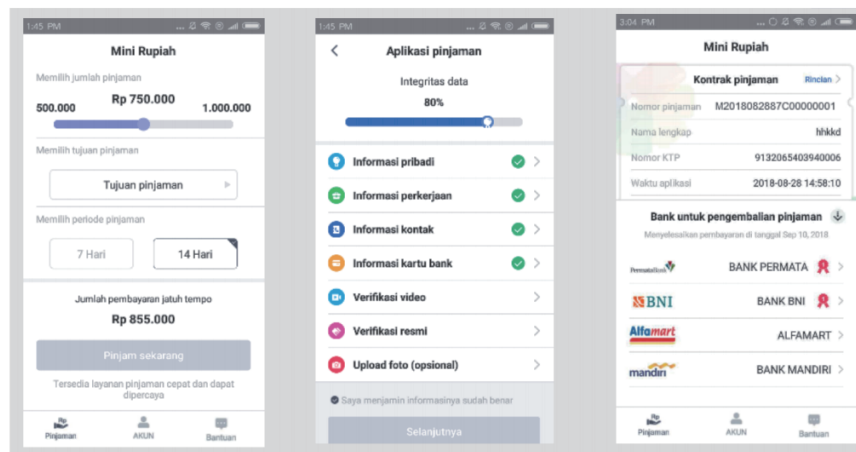 1:45 PM
Mini Rupiah
Memilih jumlah pinjaman
500.000
Rp 750.000
1.000.000
Memilih tujuan pinjaman
Tujuan pinjaman
Memilih periode pinjaman
7 Hari
14 Hari
Jumlah pembayaran jatuh tempo
Rp 855.000
Pinjam sekarang
Tersedia layanan pinjaman cepat dan dapat
dipercaya
Pinjaman
AKUN
Bantuan
1:45 PM
Aplikasi pinjaman
Integritas data
80%
Informasi pribadi
Informasi perkerjaan
Informasi kontak
Informasi kartu bank
Verifikasi video
Verifikasi resmi
Upload foto (opsional)
Saya menjamin informasinya sudah benar
Selanjutnya
3:04 PM
Mini Rupiah
Kontrak pinjaman Rincian
Nomor pinjaman M2018082887C00000001
Nama lengkap hhkkd
Nomor KTP 9132065403940006
Waktu aplikasi 2018-08-28 14:58:10
Bank untuk pengembalian pinjaman
Menyelesaikan pembayaran di tanggal Sep 10, 2018
PermataBank BANK PERMATA
BNI BANK BNI
Alfamart ALFAMART
mandiri BANK MANDIRI
Pinjaman
AKUN
Bantuan